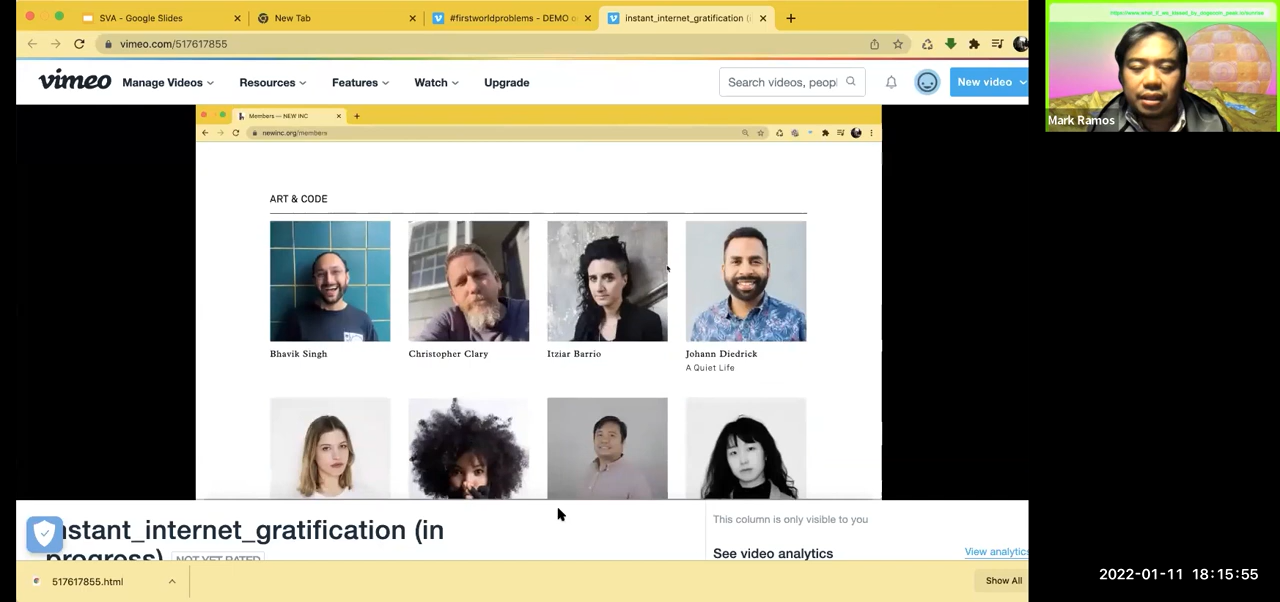 SVA - Google Slides
New Tab
#firstworldproblems - DEMO o
instant_internet_gratification (i
vimeo.com/517617855
vimeo
Manage Videos
Resources
Features
Watch
Upgrade
Search videos, peopl
New video
Members — NEW INC
newinc.org/members
ART & CODE
Bhavik Singh
Christopher Clary
Itziar Barrio
Johann Diedrick
A Quiet Life
nstant_internet_gratification (in
progress)
NOT YET RATED
This column is only visible to you
See video analytics
View analytics
517617855.html
Show All
Mark Ramos
2022-01-11 18:15:55